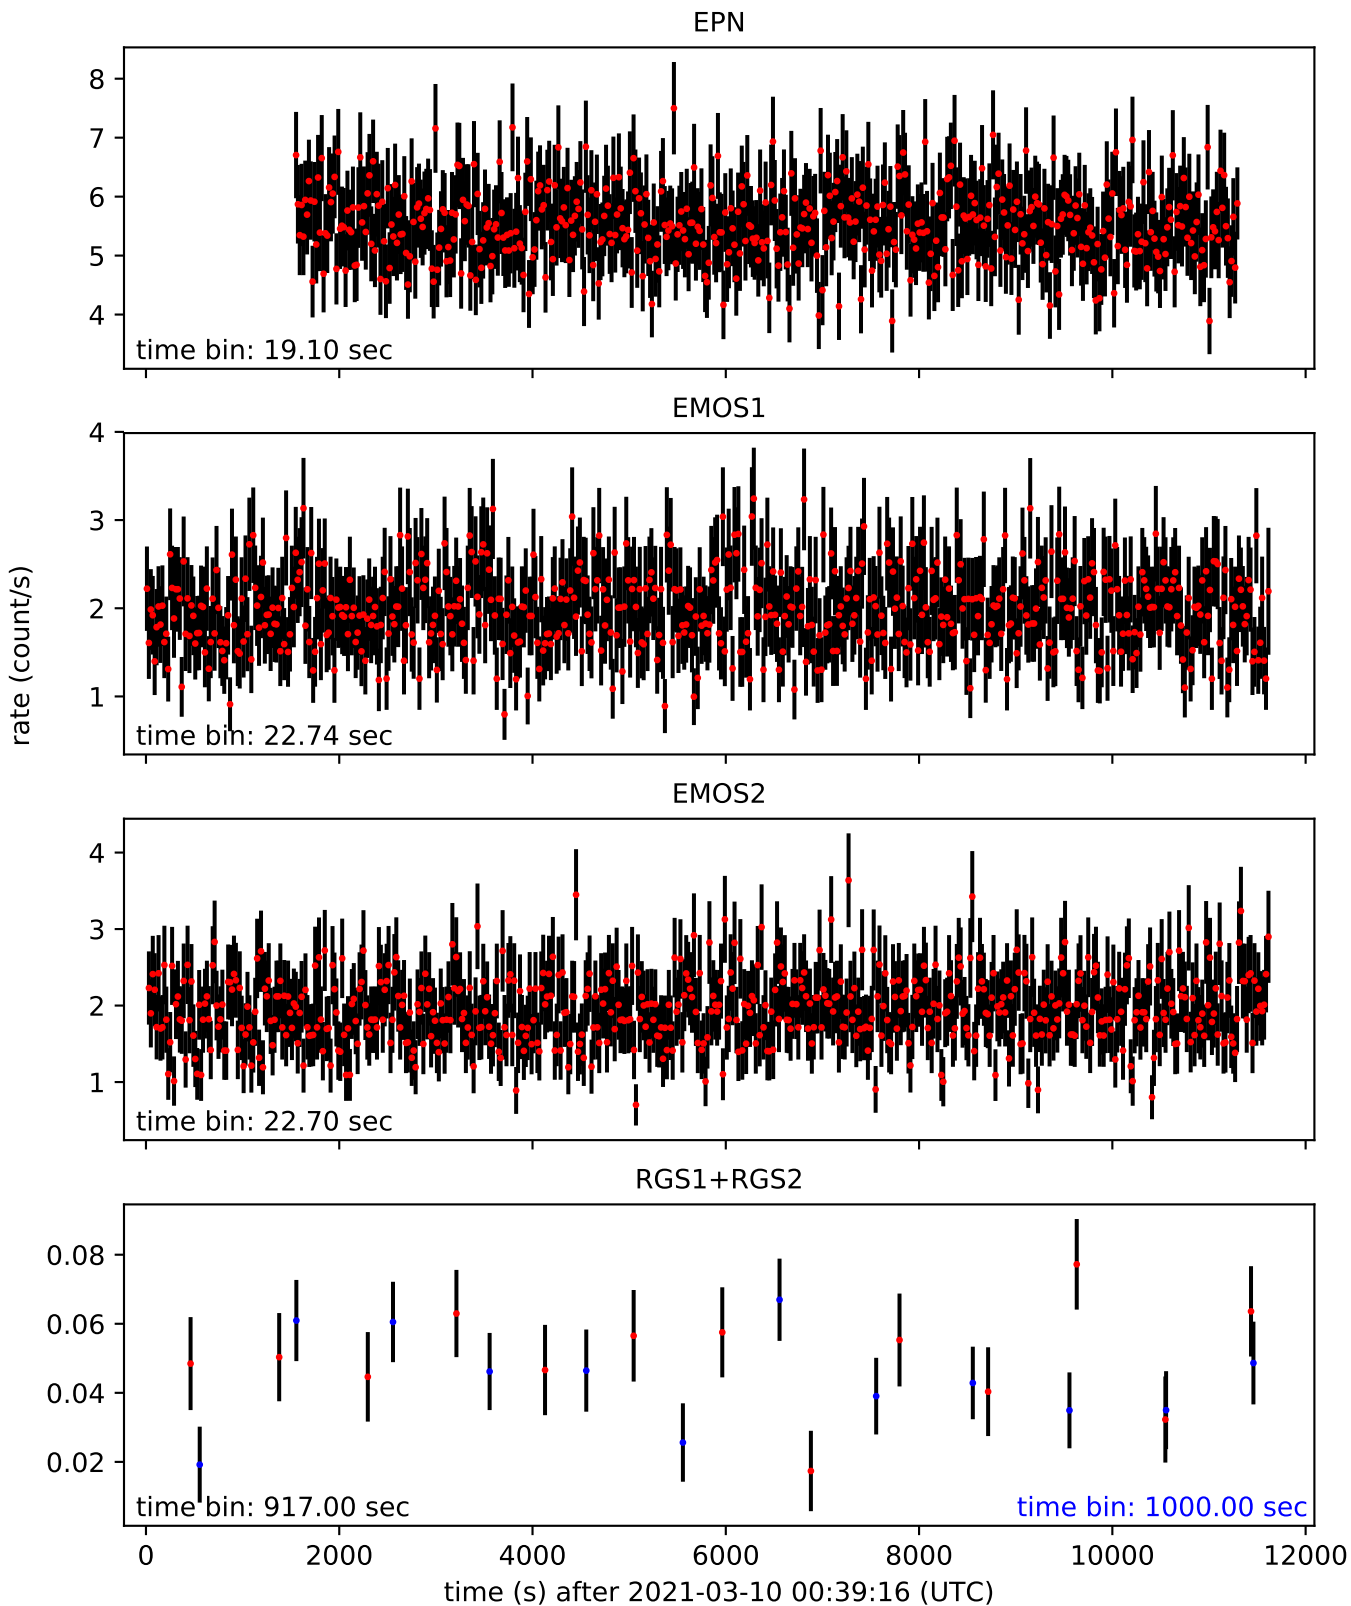 EPN
8
7
6
5
4
time bin: 19.10 sec
EMOS1
4
3
2
1
time bin: 22.74 sec
rate (count/s)
EMOS2
4
3
2
1
time bin: 22.70 sec
RGS1+RGS2
0.08
0.06
0.04
0.02
time bin: 917.00 sec time bin: 1000.00 sec
0 2000 4000 6000 8000 10000 12000
time (s) after 2021-03-10 00:39:16 (UTC)